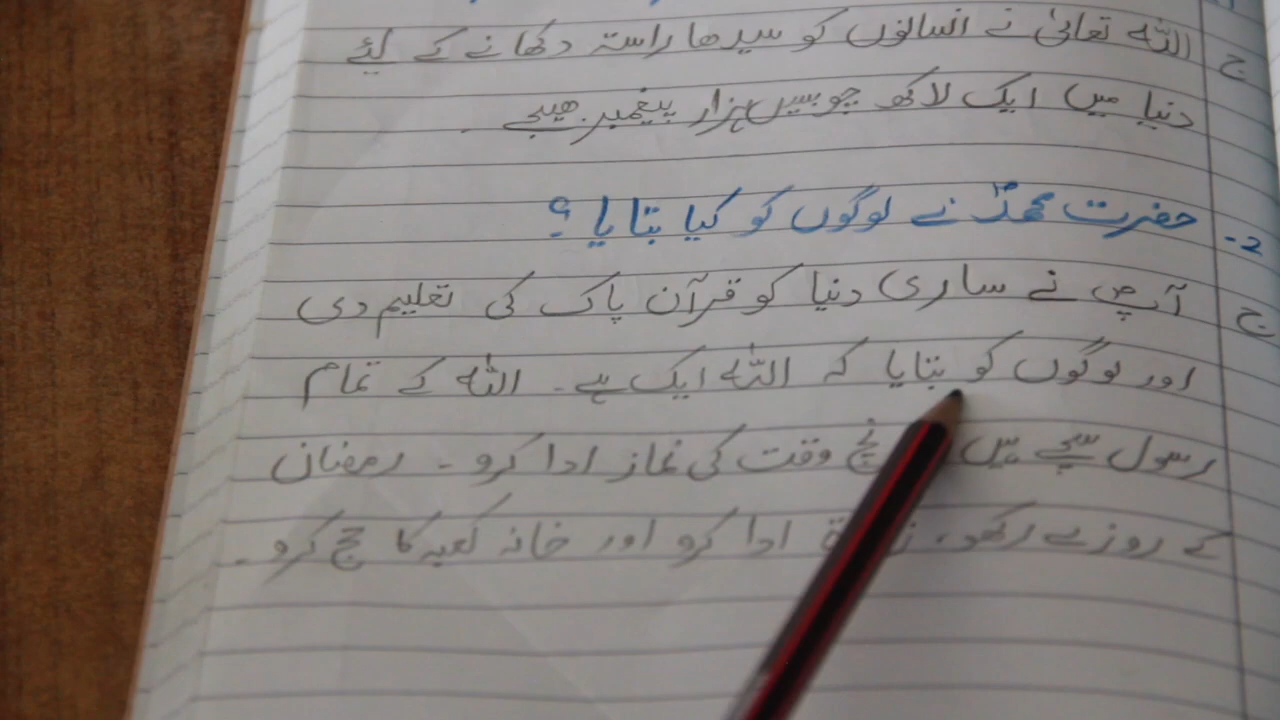 ج اللہ تعالیٰ نے انسانوں کو سیدھا راستہ دکھانے کے لیئے
دنیا میں ایک لاکھ چوبیس ہزار پیغمبر بھیجے ۔
2- حضرت محمدؐ نے لوگوں کو کیا بتایا ؟
ج آپؐ نے ساری دنیا کو قرآن پاک کی تعلیم دی
اور لوگوں کو بتایا کہ اللہ ایک ہے ۔ اللہ کے تمام
رسول سچے ہیں وقت کی نماز ادا کرو ۔ رمضان
کے روزے رکھو، ادا کرو اور خانہ کعبہ کا حج کرو ۔